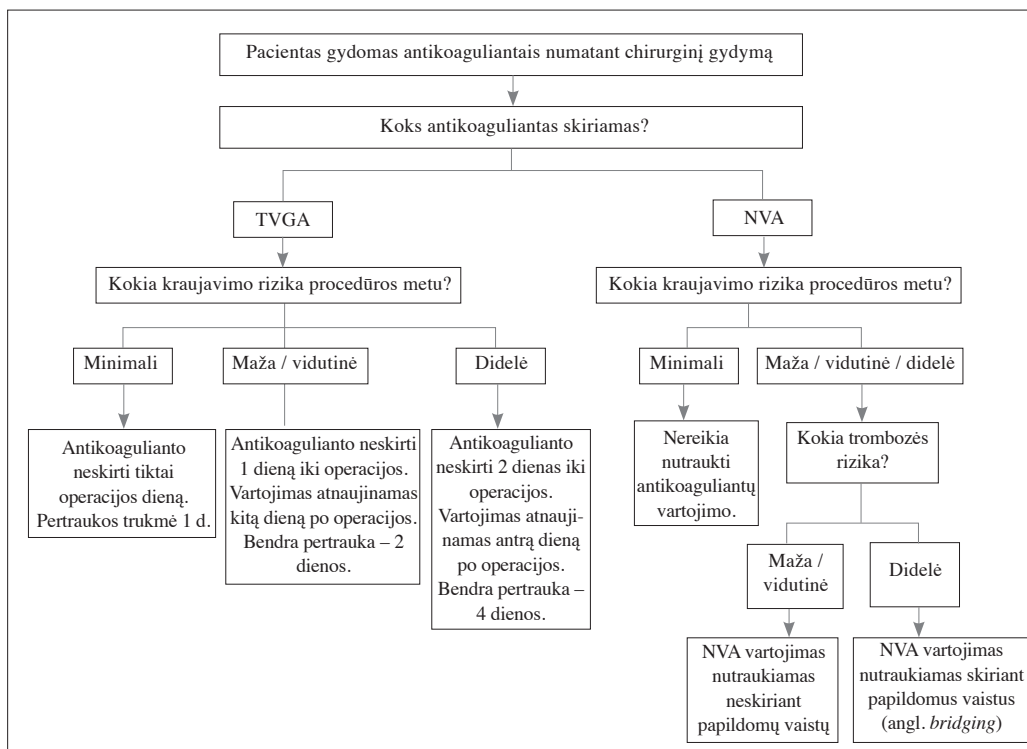 Pacientas gydomas antikoaguliantais numatant chirurginį gydymą
Koks antikoaguliantas skiriamas?
TVGA
NVA
Kokia kraujavimo rizika procedūros metu?
Kokia kraujavimo rizika procedūros metu?
Minimali
Maža / vidutinė
Didelė
Minimali
Maža / vidutinė / didelė
Antikoagulianto
neskirti tiktai
operacijos dieną.
Pertraukos trukmė 1 d.
Antikoagulianto neskirti
1 dieną iki operacijos.
Vartojimas atnaujinamas
kitą dieną po operacijos.
Bendra pertrauka – 2
dienos.
Antikoagulianto
neskirti 2 dienas iki
operacijos.
Vartojimas atnauji-
namas antrą dieną
po operacijos.
Bendra pertrauka –
4 dienos.
Nereikia
nutraukti
antikoaguliantų
vartojimo.
Kokia trombozės
rizika?
Maža /
vidutinė
Didelė
NVA vartojimas
nutraukiamas
neskiriant
papildomų vaistų
NVA vartojimas
nutraukiamas skiriant
papildomus vaistus
(angl. bridging)